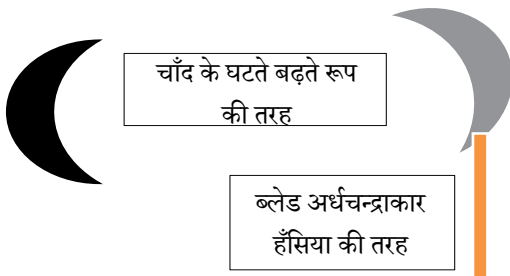 चाँद के घटते बढ़ते रूप
की तरह
ब्लेड अर्धचन्द्राकार
हँसिया की तरह